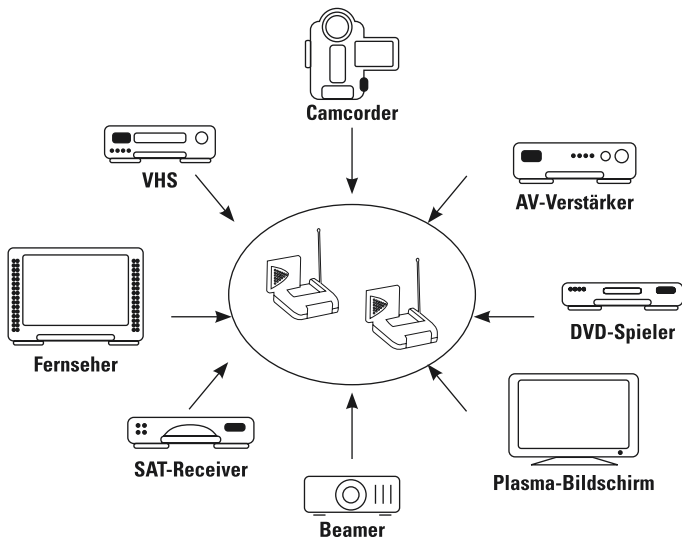 Camcorder
VHS
AV-Verstärker
Fernseher
DVD-Spieler
SAT-Receiver
Plasma-Bildschirm
Beamer